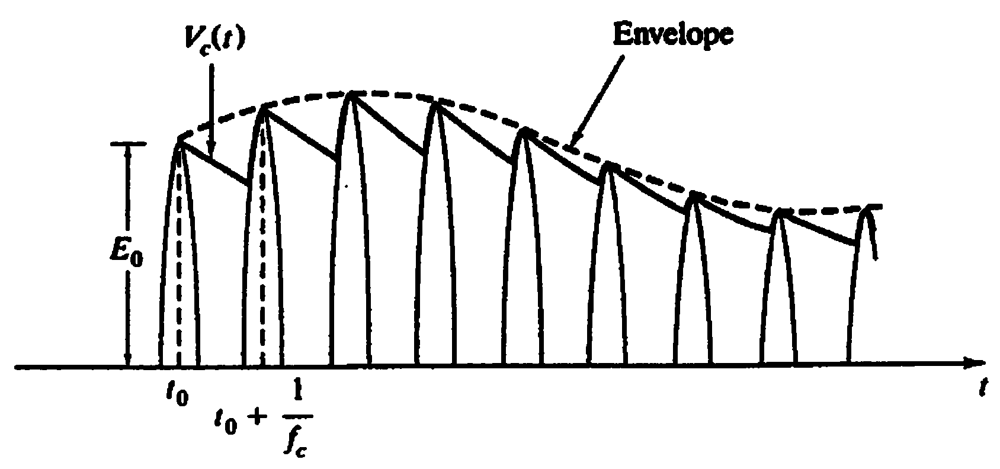 V_c(t)
Envelope
E_0
t_0
t_0 + 1/f_c
t